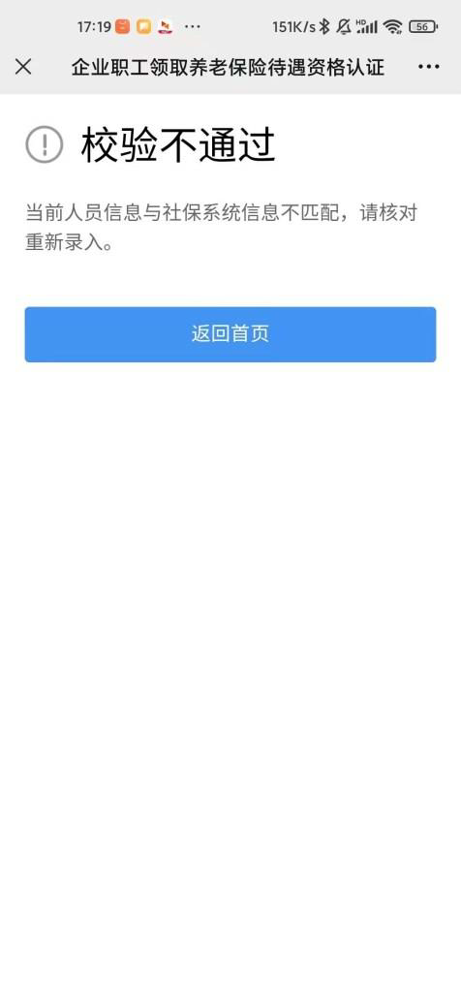 17:19 ··· 151K/s HD 56
企业职工领取养老保险待遇资格认证
校验不通过
当前人员信息与社保系统信息不匹配，请核对
重新录入。
返回首页